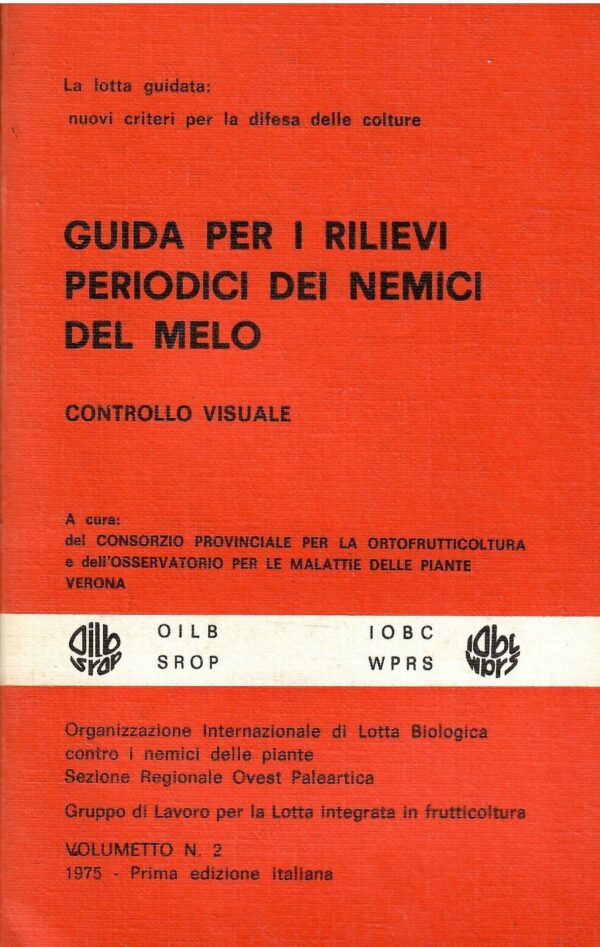 La lotta guidata:
nuovi criteri per la difesa delle colture
GUIDA PER I RILIEVI
PERIODICI DEI NEMICI
DEL MELO
CONTROLLO VISUALE
A cura:
del CONSORZIO PROVINCIALE PER LA ORTOFRUTTICOLTURA
e dell'OSSERVATORIO PER LE MALATTIE DELLE PIANTE
VERONA
Oilb OILB IOBC iobc
srop SROP WPRS wprs
Organizzazione Internazionale di Lotta Biologica
contro i nemici delle piante
Sezione Regionale Ovest Paleartica
Gruppo di Lavoro per la Lotta integrata in frutticoltura
VOLUMETTO N. 2
1975 - Prima edizione italiana